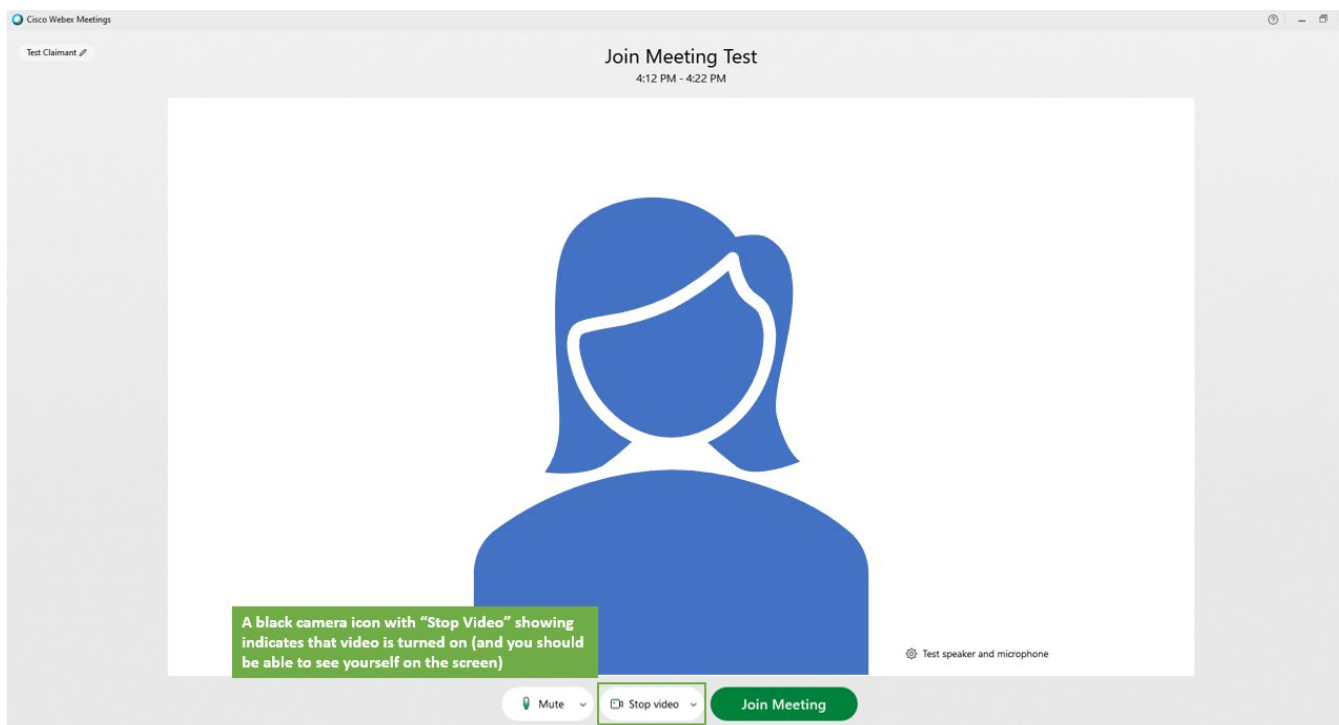 Cisco Webex Meetings
Test Claimant
Join Meeting Test
4:12 PM - 4:22 PM
A black camera icon with “Stop Video” showing
indicates that video is turned on (and you should
be able to see yourself on the screen)
Test speaker and microphone
Mute
Stop video
Join Meeting